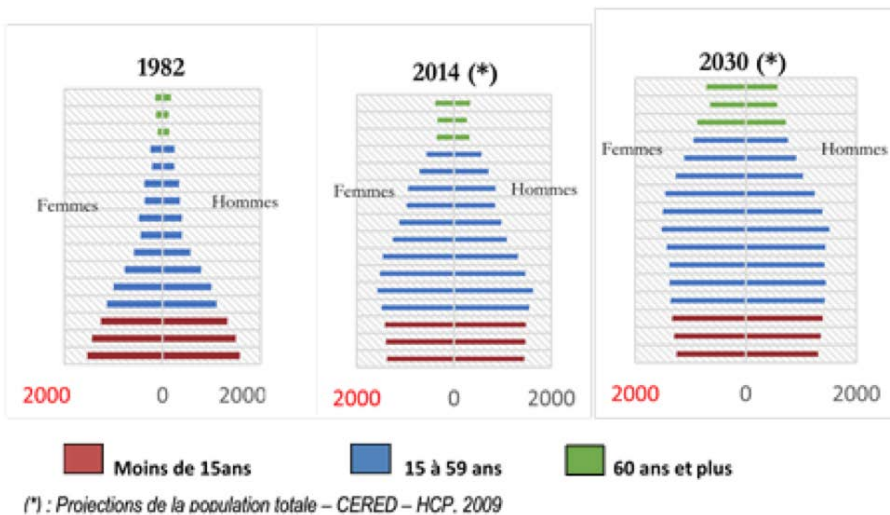 1982
2014 (*)
2030 (*)
Femmes
Hommes
Femmes
Hommes
Femmes
Hommes
2000
0
2000
2000
0
2000
2000
0
2000
Moins de 15ans
15 à 59 ans
60 ans et plus
(*) : Projections de la population totale – CERED – HCP. 2009